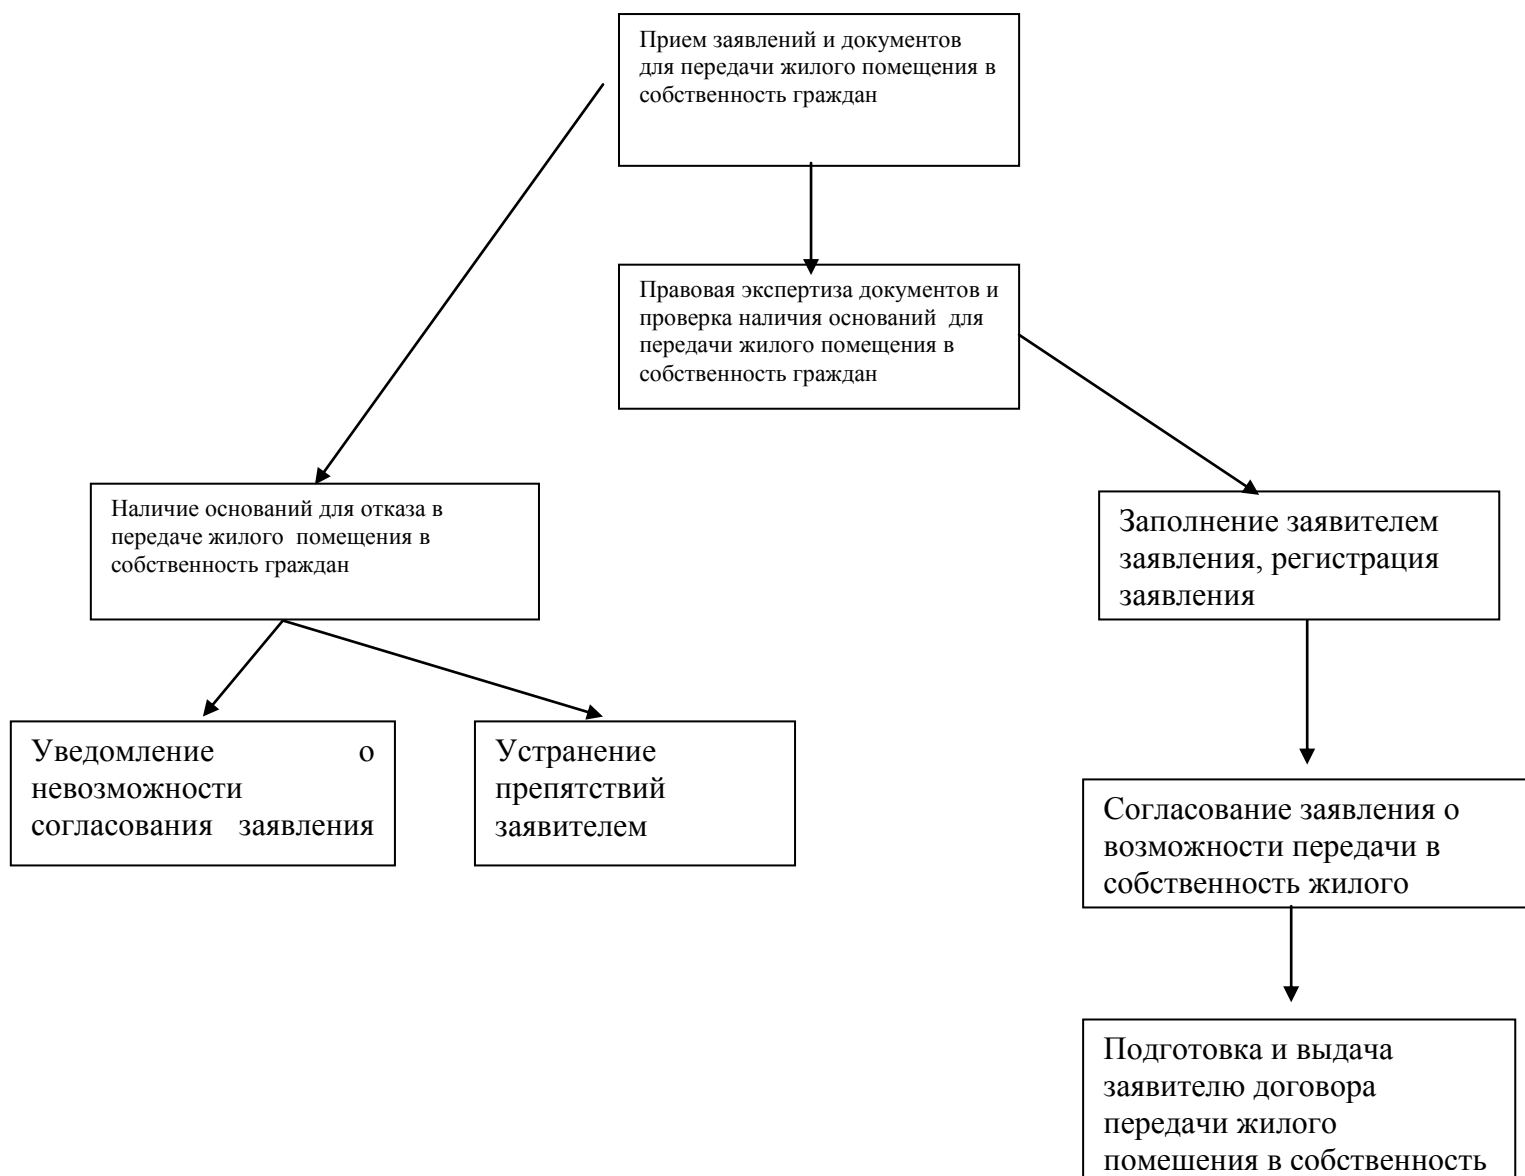 Прием заявлений и документов
для передачи жилого помещения в
собственность граждан
Правовая экспертиза документов и
проверка наличия оснований для
передачи жилого помещения в
собственность граждан
Наличие оснований для отказа в
передаче жилого помещения в
собственность граждан
Заполнение заявителем
заявления, регистрация
заявления
Уведомление о
невозможности
согласования заявления
Устранение
препятствий
заявителем
Согласование заявления о
возможности передачи в
собственность жилого
Подготовка и выдача
заявителю договора
передачи жилого
помещения в собственность